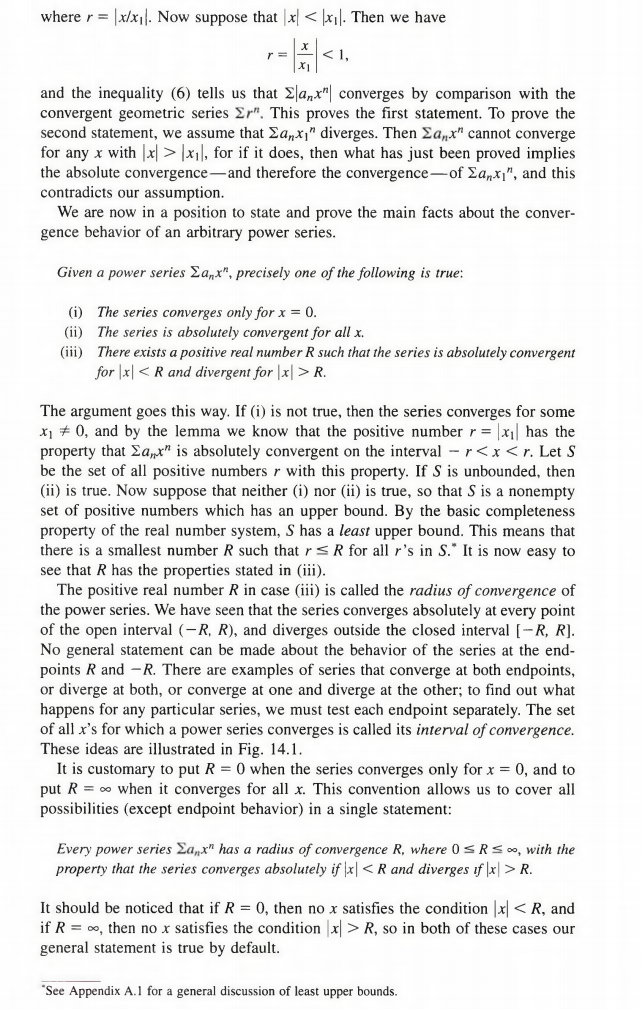 where r = |x/x₁|. Now suppose that |x| < |x₁|. Then we have
r = |x/x₁| < 1,
and the inequality (6) tells us that Σ|aₙxⁿ| converges by comparison with the
convergent geometric series Σrⁿ. This proves the first statement. To prove the
second statement, we assume that Σaₙx₁ⁿ diverges. Then Σaₙxⁿ cannot converge
for any x with |x| > |x₁|, for if it does, then what has just been proved implies
the absolute convergence—and therefore the convergence—of Σaₙx₁ⁿ, and this
contradicts our assumption.
We are now in a position to state and prove the main facts about the conver-
gence behavior of an arbitrary power series.
Given a power series Σaₙxⁿ, precisely one of the following is true:
(i) The series converges only for x = 0.
(ii) The series is absolutely convergent for all x.
(iii) There exists a positive real number R such that the series is absolutely convergent
for |x| < R and divergent for |x| > R.
The argument goes this way. If (i) is not true, then the series converges for some
x₁ ≠ 0, and by the lemma we know that the positive number r = |x₁| has the
property that Σaₙxⁿ is absolutely convergent on the interval − r < x < r. Let S
be the set of all positive numbers r with this property. If S is unbounded, then
(ii) is true. Now suppose that neither (i) nor (ii) is true, so that S is a nonempty
set of positive numbers which has an upper bound. By the basic completeness
property of the real number system, S has a least upper bound. This means that
there is a smallest number R such that r ≤ R for all r's in S.* It is now easy to
see that R has the properties stated in (iii).
The positive real number R in case (iii) is called the radius of convergence of
the power series. We have seen that the series converges absolutely at every point
of the open interval (−R, R), and diverges outside the closed interval [−R, R].
No general statement can be made about the behavior of the series at the end-
points R and −R. There are examples of series that converge at both endpoints,
or diverge at both, or converge at one and diverge at the other; to find out what
happens for any particular series, we must test each endpoint separately. The set
of all x's for which a power series converges is called its interval of convergence.
These ideas are illustrated in Fig. 14.1.
It is customary to put R = 0 when the series converges only for x = 0, and to
put R = ∞ when it converges for all x. This convention allows us to cover all
possibilities (except endpoint behavior) in a single statement:
Every power series Σaₙxⁿ has a radius of convergence R, where 0 ≤ R ≤ ∞, with the
property that the series converges absolutely if |x| < R and diverges if |x| > R.
It should be noticed that if R = 0, then no x satisfies the condition |x| < R, and
if R = ∞, then no x satisfies the condition |x| > R, so in both of these cases our
general statement is true by default.
*See Appendix A.1 for a general discussion of least upper bounds.